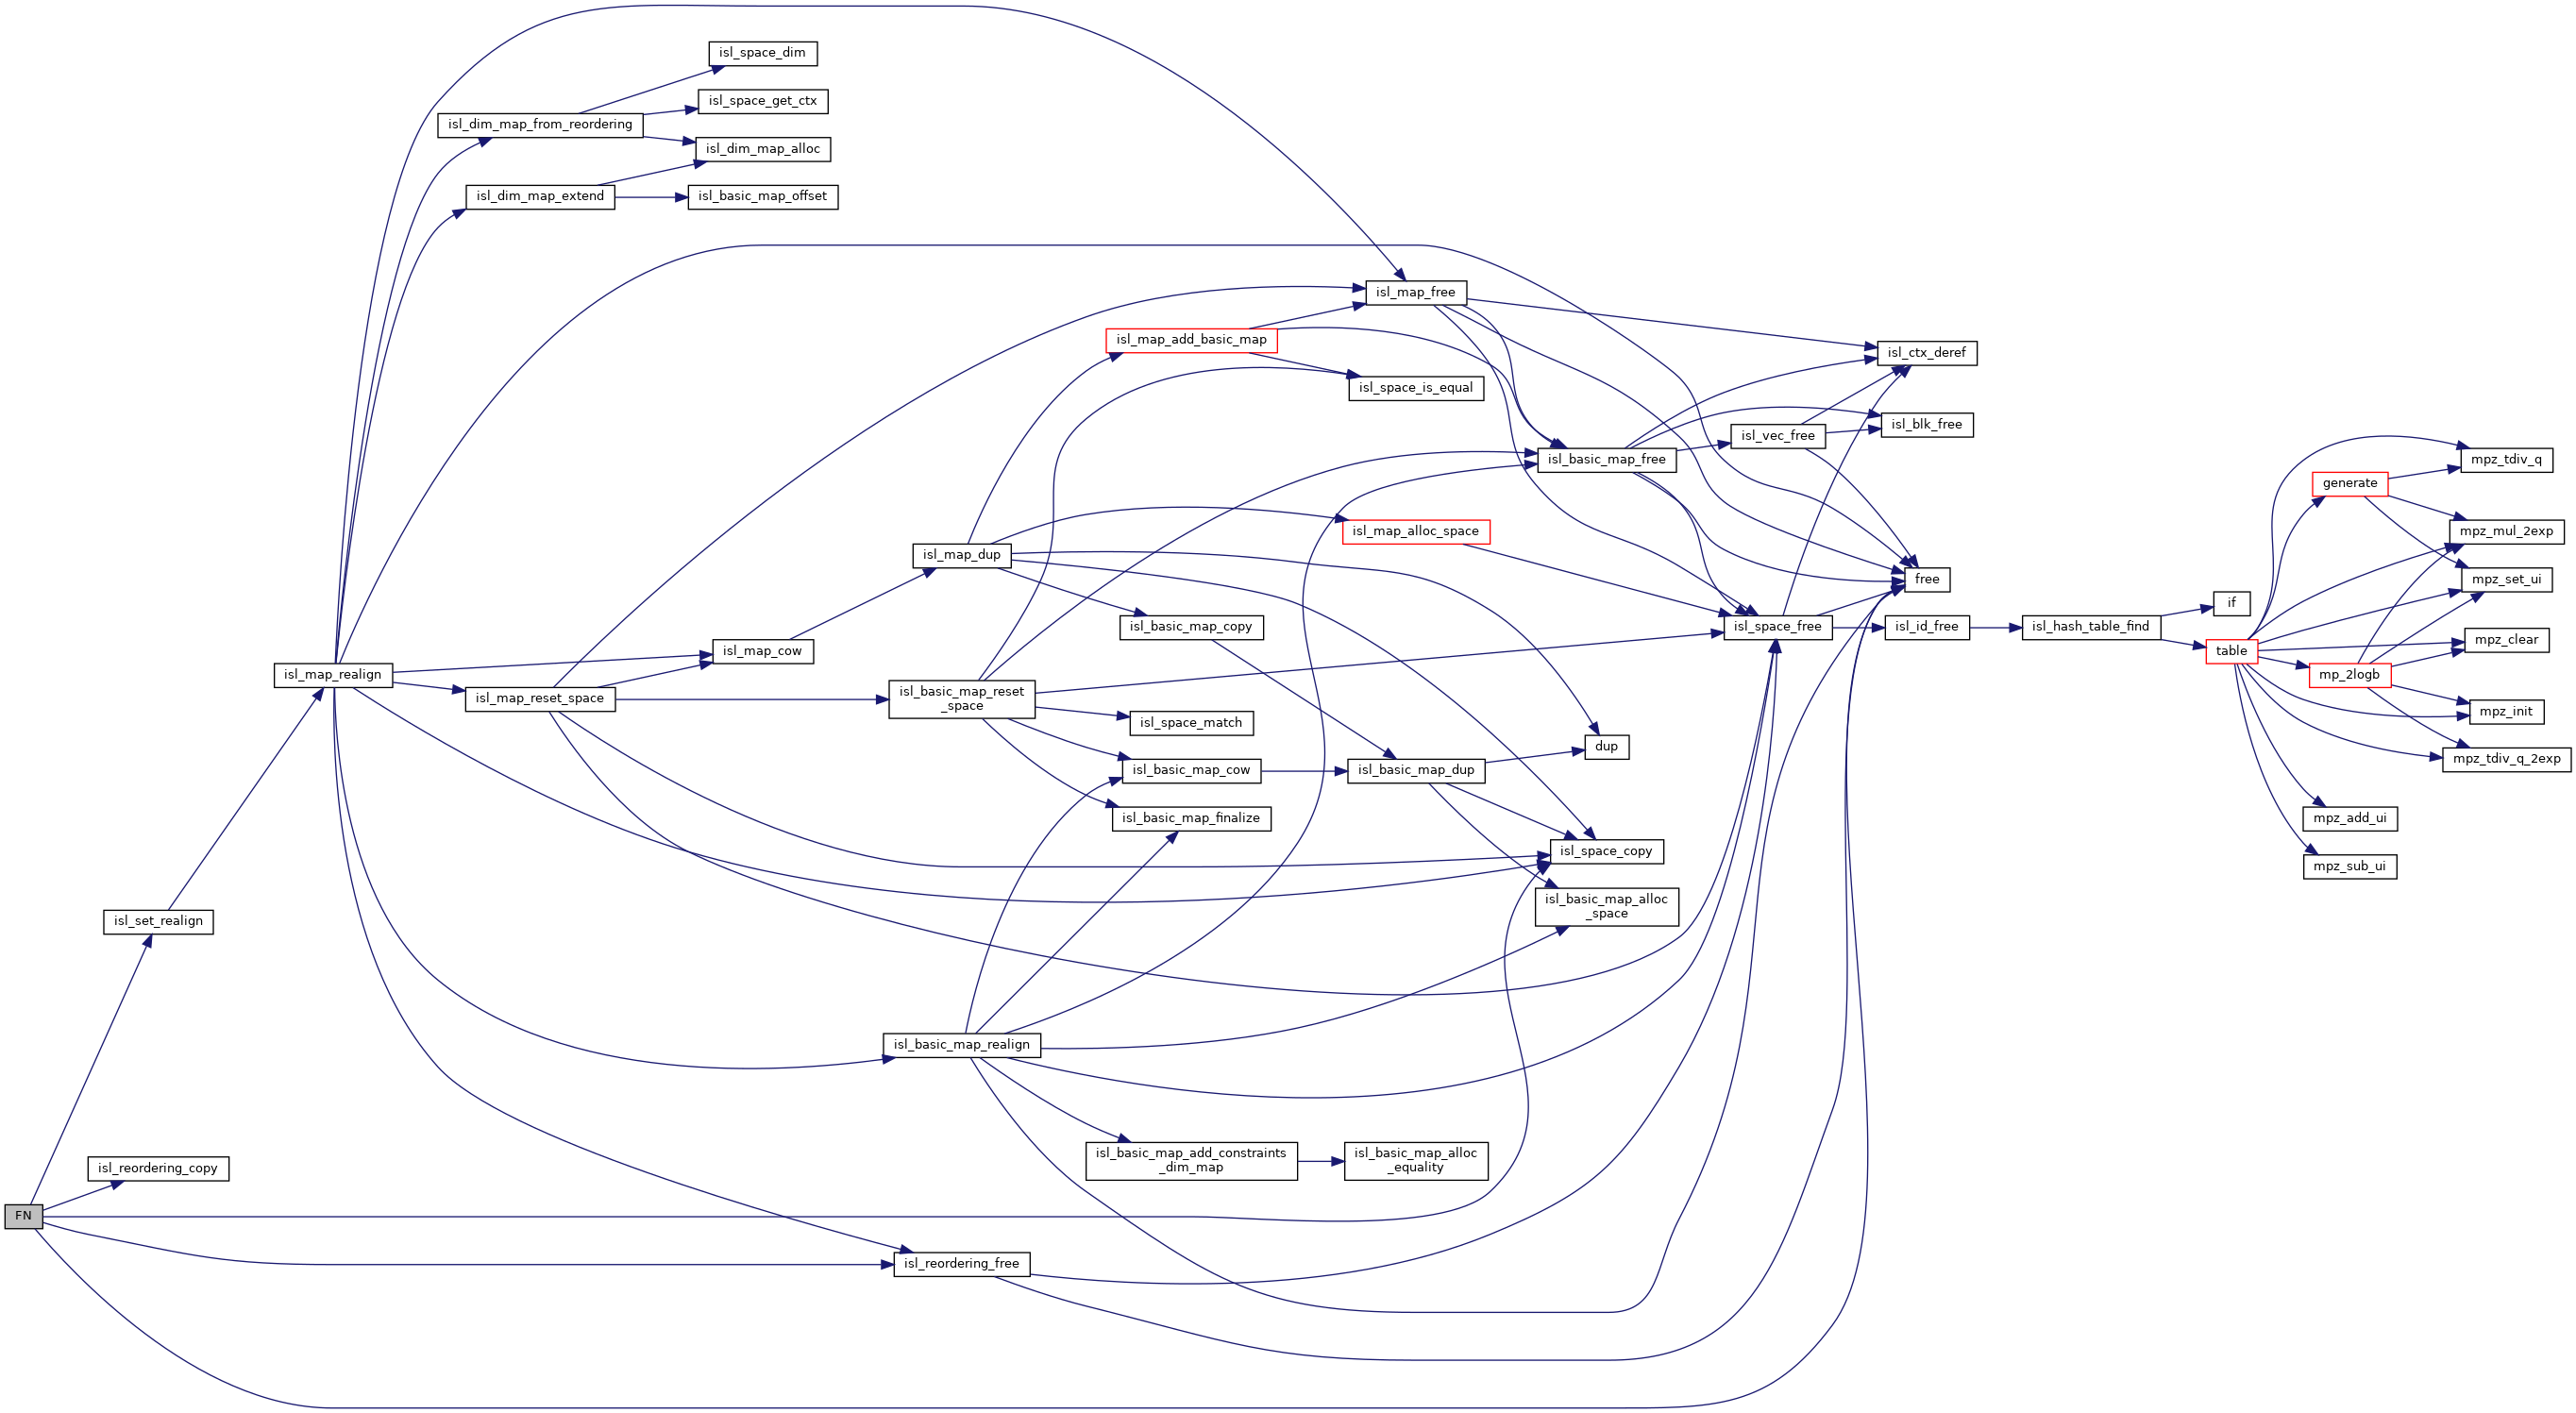 isl_space_dim
isl_space_get_ctx
isl_dim_map_from_reordering
isl_dim_map_alloc
isl_dim_map_extend
isl_basic_map_offset
isl_map_free
isl_map_add_basic_map
isl_ctx_deref
isl_space_is_equal
isl_blk_free
isl_vec_free
isl_basic_map_free
mpz_tdiv_q
generate
isl_map_alloc_space
mpz_mul_2exp
isl_map_dup
free
mpz_set_ui
if
isl_basic_map_copy
isl_space_free
isl_id_free
isl_hash_table_find
mpz_clear
isl_map_cow
table
isl_map_realign
mp_2logb
isl_map_reset_space
isl_basic_map_reset
_space
mpz_init
isl_space_match
dup
mpz_tdiv_q_2exp
isl_basic_map_cow
isl_basic_map_dup
isl_basic_map_finalize
mpz_add_ui
isl_space_copy
mpz_sub_ui
isl_basic_map_alloc
_space
isl_set_realign
isl_basic_map_realign
isl_basic_map_add_constraints
_dim_map
isl_basic_map_alloc
_equality
isl_reordering_copy
FN
isl_reordering_free